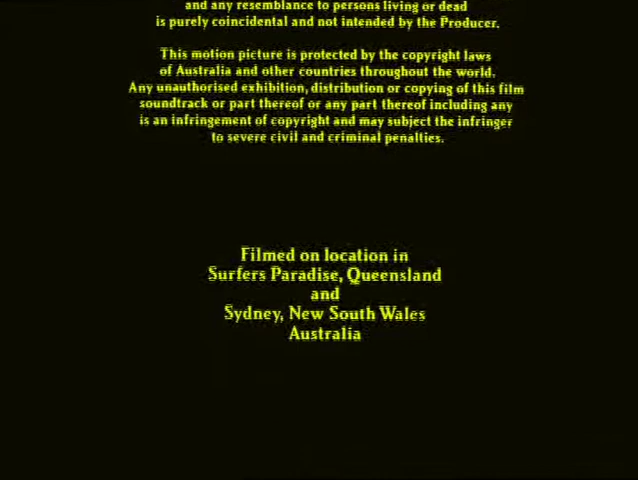 and any resemblance to persons living or dead
is purely coincidental and not intended by the Producer.
This motion picture is protected by the copyright laws
of Australia and other countries throughout the world.
Any unauthorised exhibition, distribution or copying of this film
soundtrack or part thereof or any part thereof including any
is an infringement of copyright and may subject the infringer
to severe civil and criminal penalties.
Filmed on location in
Surfers Paradise, Queensland
and
Sydney, New South Wales
Australia